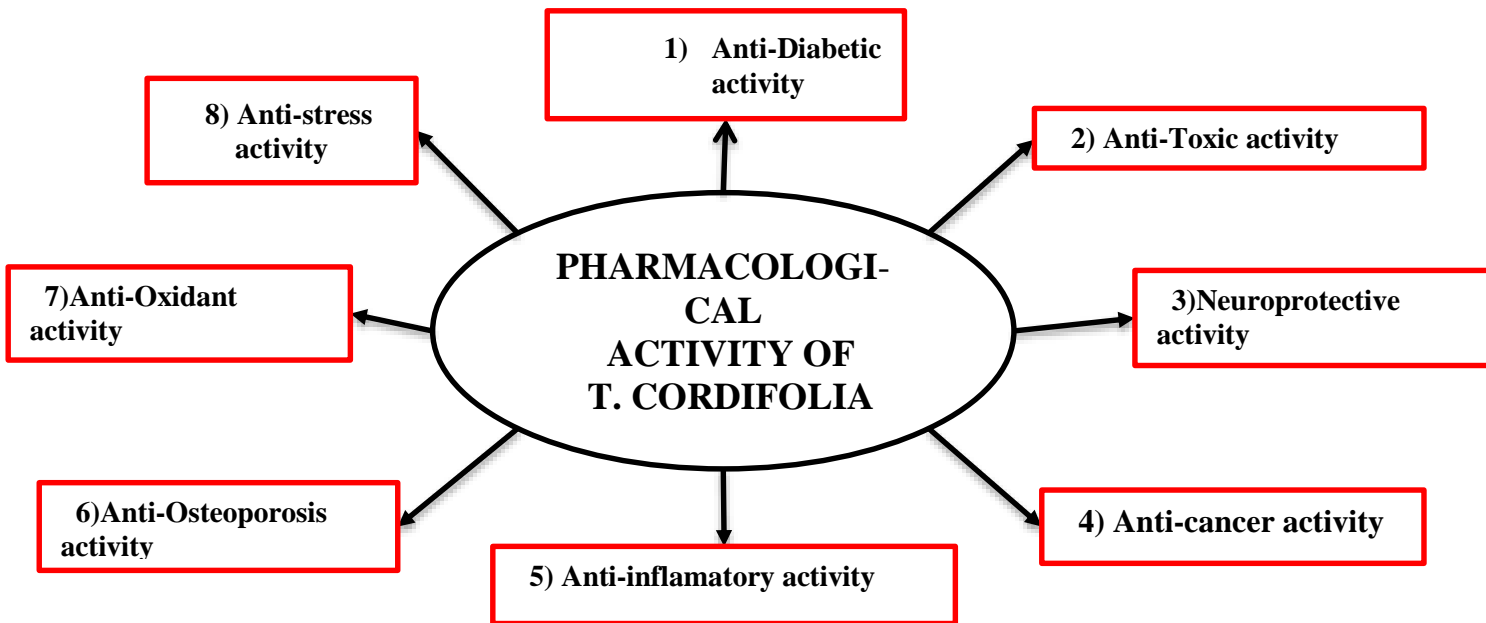 1) Anti-Diabetic
activity
8) Anti-stress
activity
2) Anti-Toxic activity
PHARMACOLOGI-
CAL
ACTIVITY OF
T. CORDIFOLIA
7)Anti-Oxidant
activity
3)Neuroprotective
activity
6)Anti-Osteoporosis
activity
4) Anti-cancer activity
5) Anti-inflamatory activity